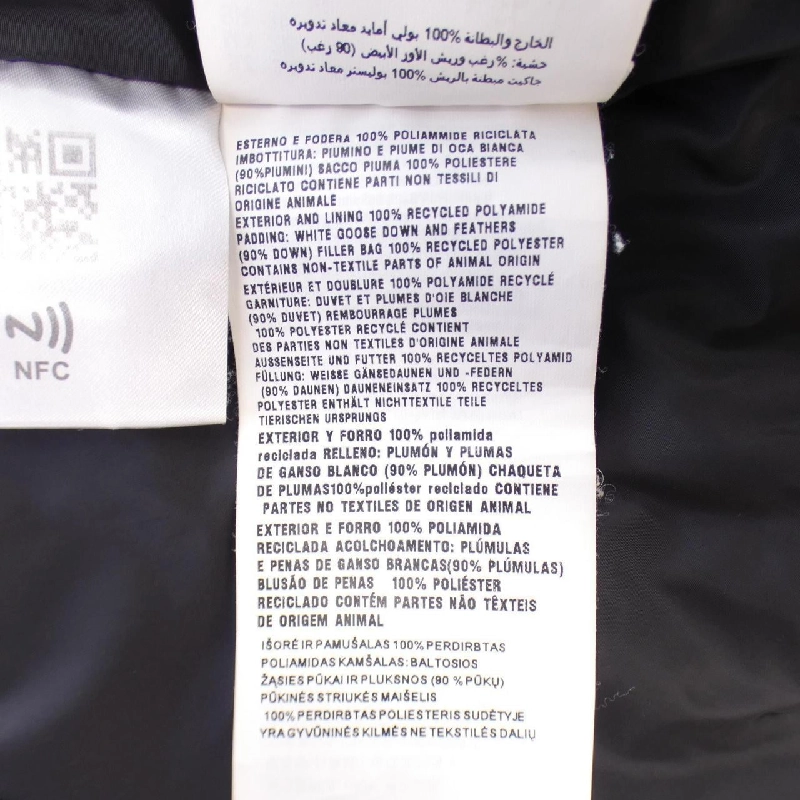 الخارج والبطانة 100% بولي أمايد معاد تدويره
حشية: %زغب وريش الأوز الأبيض (90 زغب)
جاكيت مبطنة بالريش 100% بوليستر معاد تدويره
ESTERNO E FODERA 100% POLIAMMIDE RICICLATA
IMBOTTITURA: PIUMINO E PIUME DI OCA BIANCA
(90%PIUMINI) SACCO PIUMA 100% POLIESTERE
RICICLATO CONTIENE PARTI NON TESSILI DI
ORIGINE ANIMALE
EXTERIOR AND LINING 100% RECYCLED POLYAMIDE
PADDING: WHITE GOOSE DOWN AND FEATHERS
(90% DOWN) FILLER BAG 100% RECYCLED POLYESTER
CONTAINS NON-TEXTILE PARTS OF ANIMAL ORIGIN
EXTÉRIEUR ET DOUBLURE 100% POLYAMIDE RECYCLÉ
GARNITURE: DUVET ET PLUMES D'OIE BLANCHE
(90% DUVET) REMBOURRAGE PLUMES
100% POLYESTER RECYCLÉ CONTIENT
DES PARTIES NON TEXTILES D'ORIGINE ANIMALE
AUSSENSEITE UND FUTTER 100% RECYCELTES POLYAMID
FÜLLUNG: WEISSE GÄNSEDAUNEN UND -FEDERN
(90% DAUNEN) DAUNENEINSATZ 100% RECYCELTES
POLYESTER ENTHÄLT NICHTTEXTILE TEILE
TIERISCHEN URSPRUNGS
EXTERIOR Y FORRO 100% poliamida
reciclada RELLENO: PLUMÓN Y PLUMAS
DE GANSO BLANCO (90% PLUMÓN) CHAQUETA
DE PLUMAS100%poliéster reciclado CONTIENE
PARTES NO TEXTILES DE ORIGEN ANIMAL
EXTERIOR E FORRO 100% POLIAMIDA
RECICLADA ACOLCHOAMENTO: PLÚMULAS
E PENAS DE GANSO BRANCAS(90% PLÚMULAS)
BLUSÃO DE PENAS 100% POLIÉSTER
RECICLADO CONTÉM PARTES NÃO TÊXTEIS
DE ORIGEM ANIMAL
IŠORĖ IR PAMUŠALAS 100% PERDIRBTAS
POLIAMIDAS KAMŠALAS: BALTOSIOS
ŽĄSIES PŪKAI IR PLUKSNOS (90 % PŪKŲ)
PŪKINĖS STRIUKĖS MAIŠELIS
100% PERDIRBTAS POLIESTERIS SUDĖTYJE
YRA GYVŪNINĖS KILMĖS NE TEKSTILĖS DALIŲ
NFC